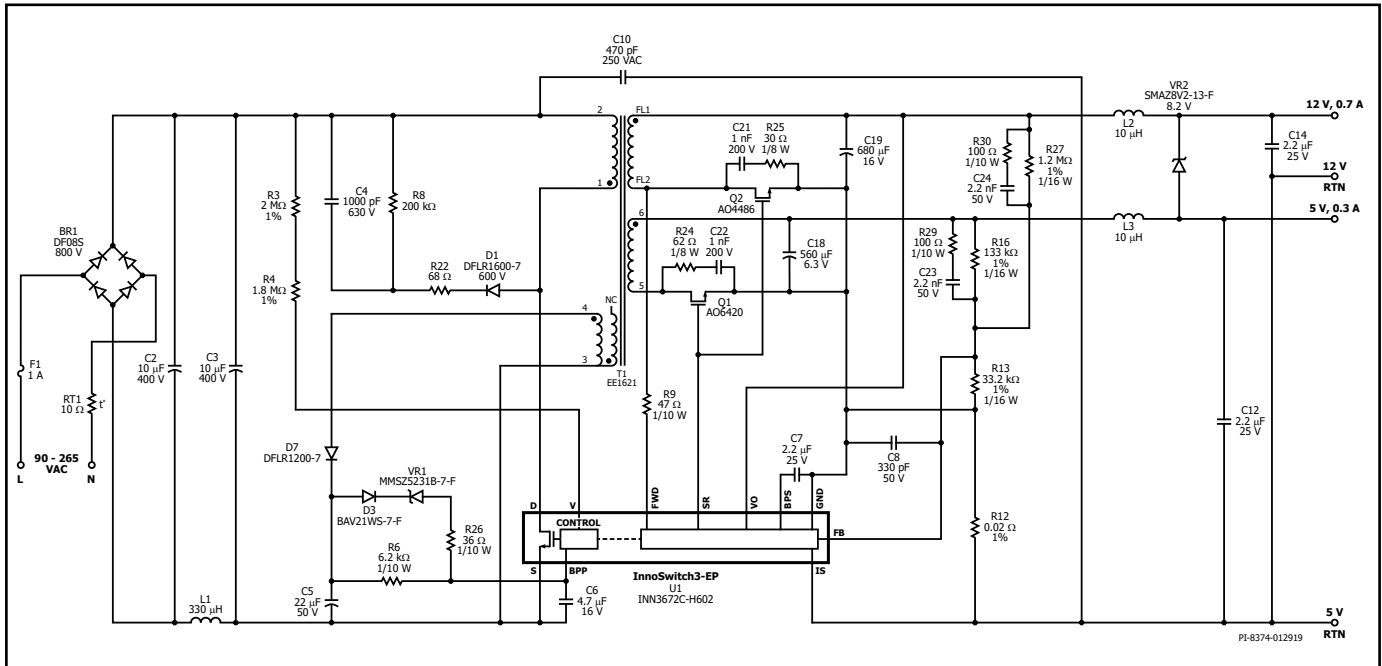 C10
470 pF
250 VAC
VR2
SMAZ8V2-13-F
8.2 V
12 V, 0.7 A
2
FL1
C21
1 nF
200 V
R25
30 Ω
1/8 W
C19
680 µF
16 V
R30
100 Ω
1/10 W
R27
1.2 MΩ
1%
1/16 W
L2
10 µH
C14
2.2 µF
25 V
C24
2.2 nF
50 V
12 V
RTN
1
FL2
Q2
AO4486
R3
2 MΩ
1%
C4
1000 pF
630 V
R8
200 kΩ
6
5 V, 0.3 A
BR1
DF08S
800 V
R24
62 Ω
1/8 W
C22
1 nF
200 V
C18
560 µF
6.3 V
R29
100 Ω
1/10 W
R16
133 kΩ
1%
1/16 W
L3
10 µH
D1
DFLR1600-7
600 V
R22
68 Ω
C23
2.2 nF
50 V
R4
1.8 MΩ
1%
5
Q1
AO6420
NC
4
3
T1
EE1621
F1
1 A
C2
10 µF
400 V
C3
10 µF
400 V
R13
33.2 kΩ
1%
1/16 W
RT1
10 Ω
t°
R9
47 Ω
1/10 W
C12
2.2 µF
25 V
D7
DFLR1200-7
C7
2.2 µF
25 V
C8
330 pF
50 V
90 - 265
VAC
L
N
VR1
MMSZ5231B-7-F
D3
BAV21WS-7-F
D
V
FWD
SR
VO
BPS
GND
CONTROL
FB
R12
0.02 Ω
1%
R26
36 Ω
1/10 W
R6
6.2 kΩ
1/10 W
S
BPP
IS
InnoSwitch3-EP
U1
INN3672C-H602
C5
22 µF
50 V
C6
4.7 µF
16 V
L1
330 µH
5 V
RTN
PI-8374-012919